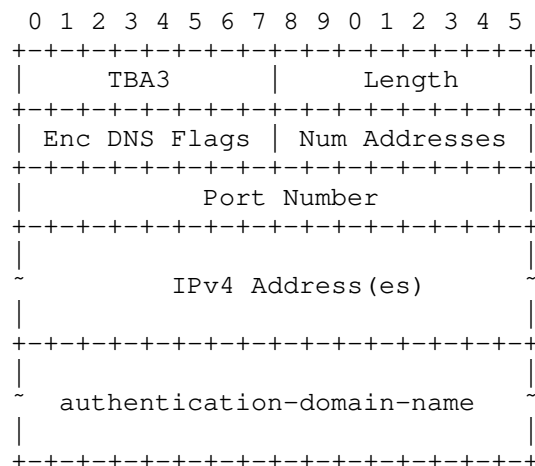 0 1 2 3 4 5 6 7 8 9 0 1 2 3 4 5
+-+-+-+-+-+-+-+-+-+-+-+-+-+-+-+-+
|     TBA3      |     Length    |
+-+-+-+-+-+-+-+-+-+-+-+-+-+-+-+-+
| Enc DNS Flags | Num Addresses |
+-+-+-+-+-+-+-+-+-+-+-+-+-+-+-+-+
|           Port Number         |
+-+-+-+-+-+-+-+-+-+-+-+-+-+-+-+-+
|                               |
~         IPv4 Address(es)      ~
|                               |
+-+-+-+-+-+-+-+-+-+-+-+-+-+-+-+-+
|                               |
~  authentication-domain-name   ~
|                               |
+-+-+-+-+-+-+-+-+-+-+-+-+-+-+-+-+